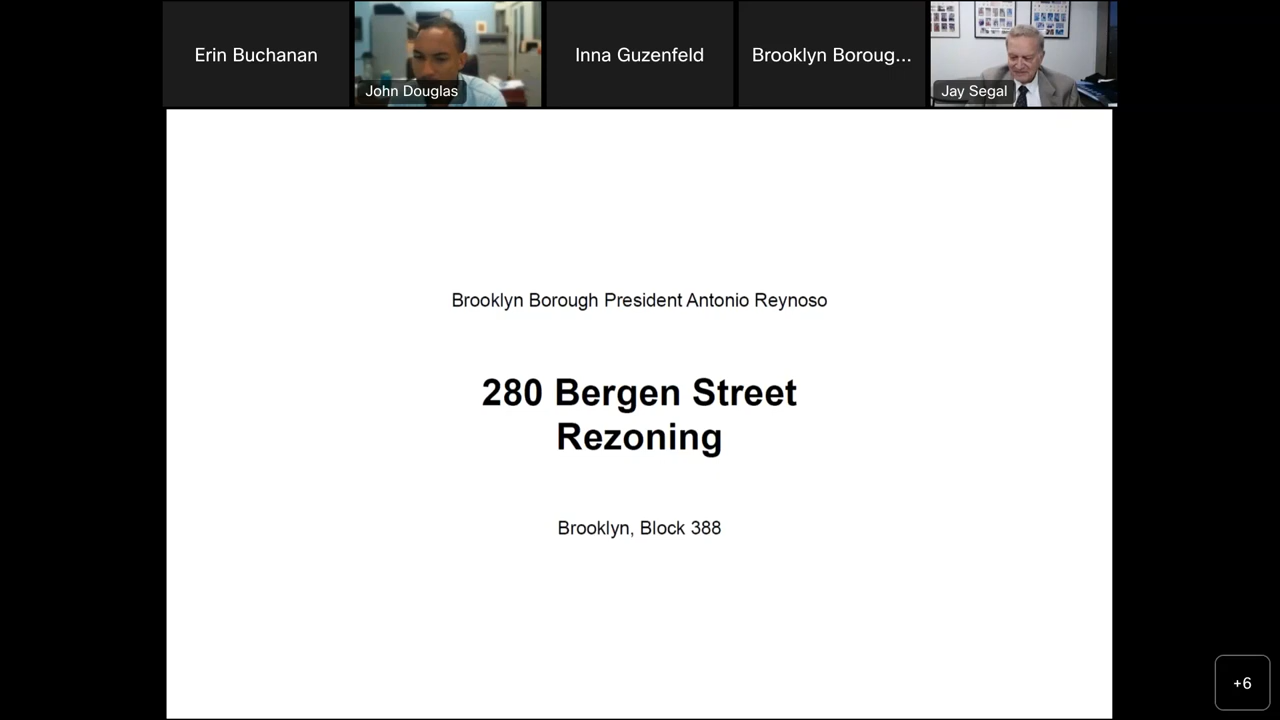 Erin Buchanan
John Douglas
Inna Guzenfeld
Brooklyn Boroug...
Jay Segal
Brooklyn Borough President Antonio Reynoso
280 Bergen Street
Rezoning
Brooklyn, Block 388
+6